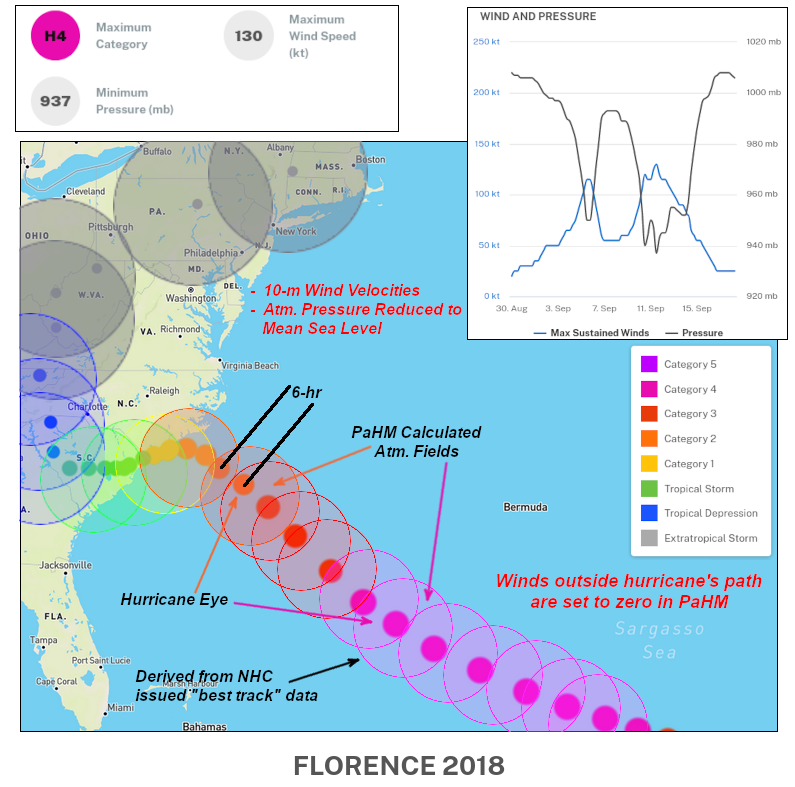 H4
Maximum
Category
130
Maximum
Wind Speed
(kt)
937
Minimum
Pressure (mb)
WIND AND PRESSURE
250 kt
1020 mb
200 kt
1000 mb
150 kt
980 mb
100 kt
960 mb
50 kt
940 mb
0 kt
920 mb
30. Aug
3. Sep
7. Sep
11. Sep
15. Sep
Max Sustained Winds
Pressure
Buffalo
N.Y.
Albany
Boston
MASS.
CONN.
R.I.
Cleveland
PA.
OHIO
Pittsburgh
New York
Philadelphia
N.J.
MD.
DEL.
W.VA.
Washington
- 10-m Wind Velocities
- Atm. Pressure Reduced to
Mean Sea Level
VA.
Richmond
Virginia Beach
Raleigh
N.C.
Charlotte
S.C.
A.
6-hr
PaHM Calculated
Atm. Fields
Category 5
Category 4
Category 3
Category 2
Category 1
Tropical Storm
Tropical Depression
Extratropical Storm
Bermuda
Jacksonville
Hurricane Eye
Winds outside hurricane's path
are set to zero in PaHM
Sargasso
Sea
FLA.
Tampa
Port Saint Lucie
Cape Coral
Derived from NHC
Marsh Harbour
issued "best track" data
Miami
Bahamas
FLORENCE 2018